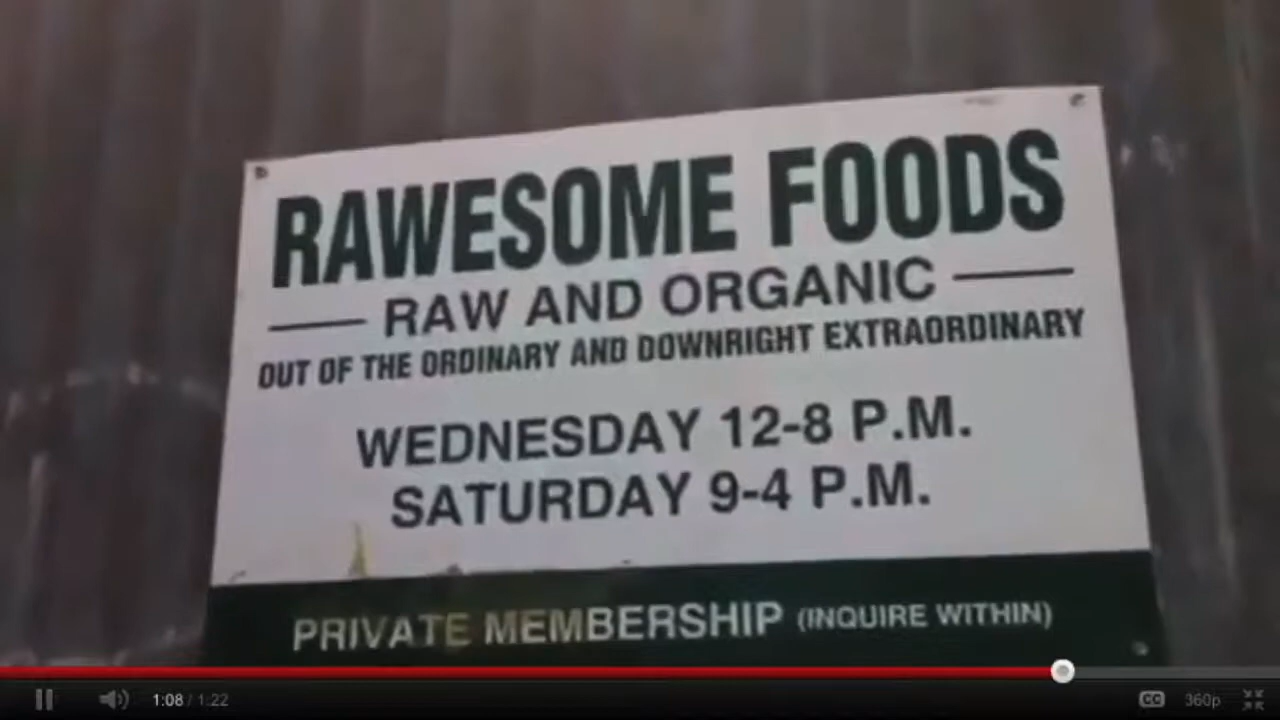 RAWESOME FOODS
RAW AND ORGANIC
OUT OF THE ORDINARY AND DOWNRIGHT EXTRAORDINARY
WEDNESDAY 12-8 P.M.
SATURDAY 9-4 P.M.
PRIVATE MEMBERSHIP (INQUIRE WITHIN)
1:08 / 1:22 CC 360p